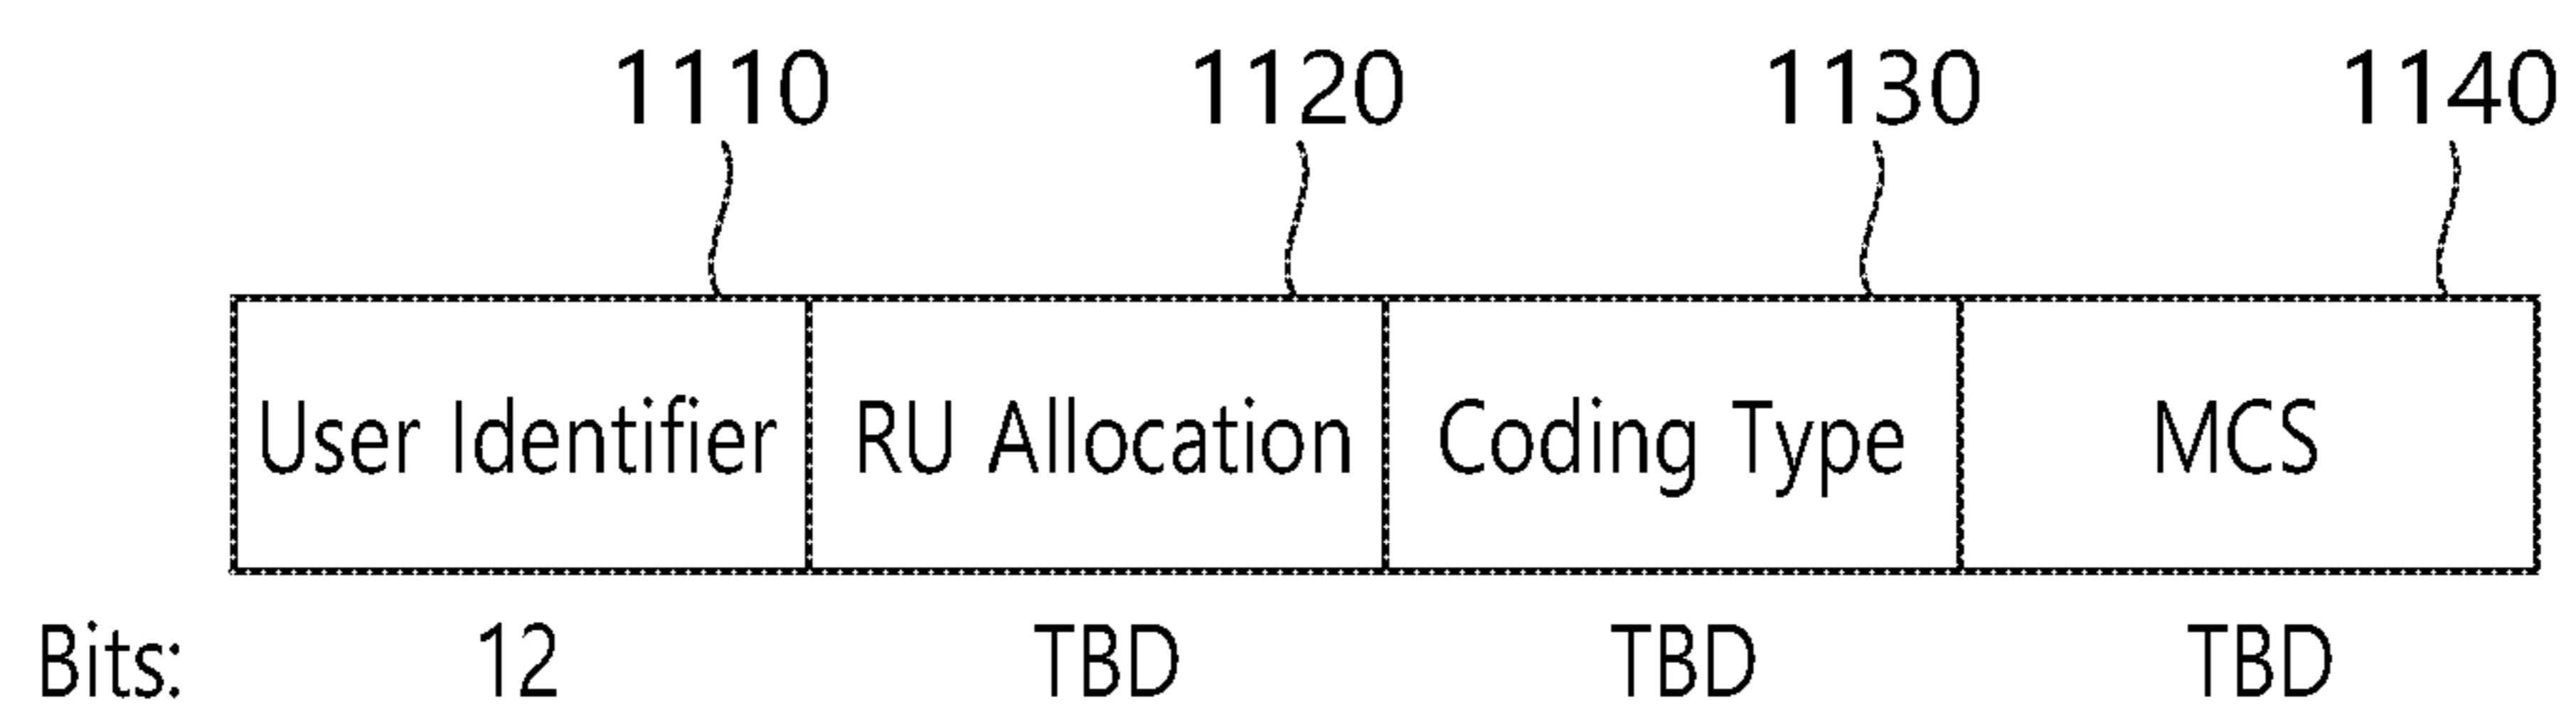 1110 1120 1130 1140
User Identifier RU Allocation Coding Type MCS
Bits: 12 TBD TBD TBD